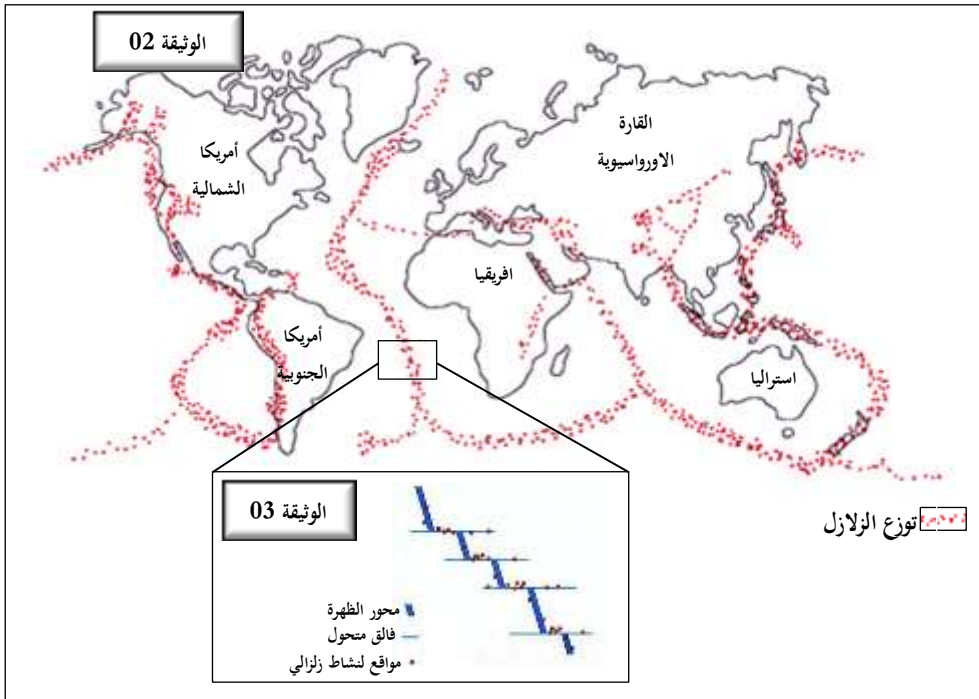 الوثيقة 02
القارة
الاورواسيوية
أمريكا
الشمالية
افريقيا
أمريكا
الجنوبية
استراليا
توزع الزلازل
الوثيقة 03
محور الظهرة
فالق متحول
مواقع لنشاط زلزالي